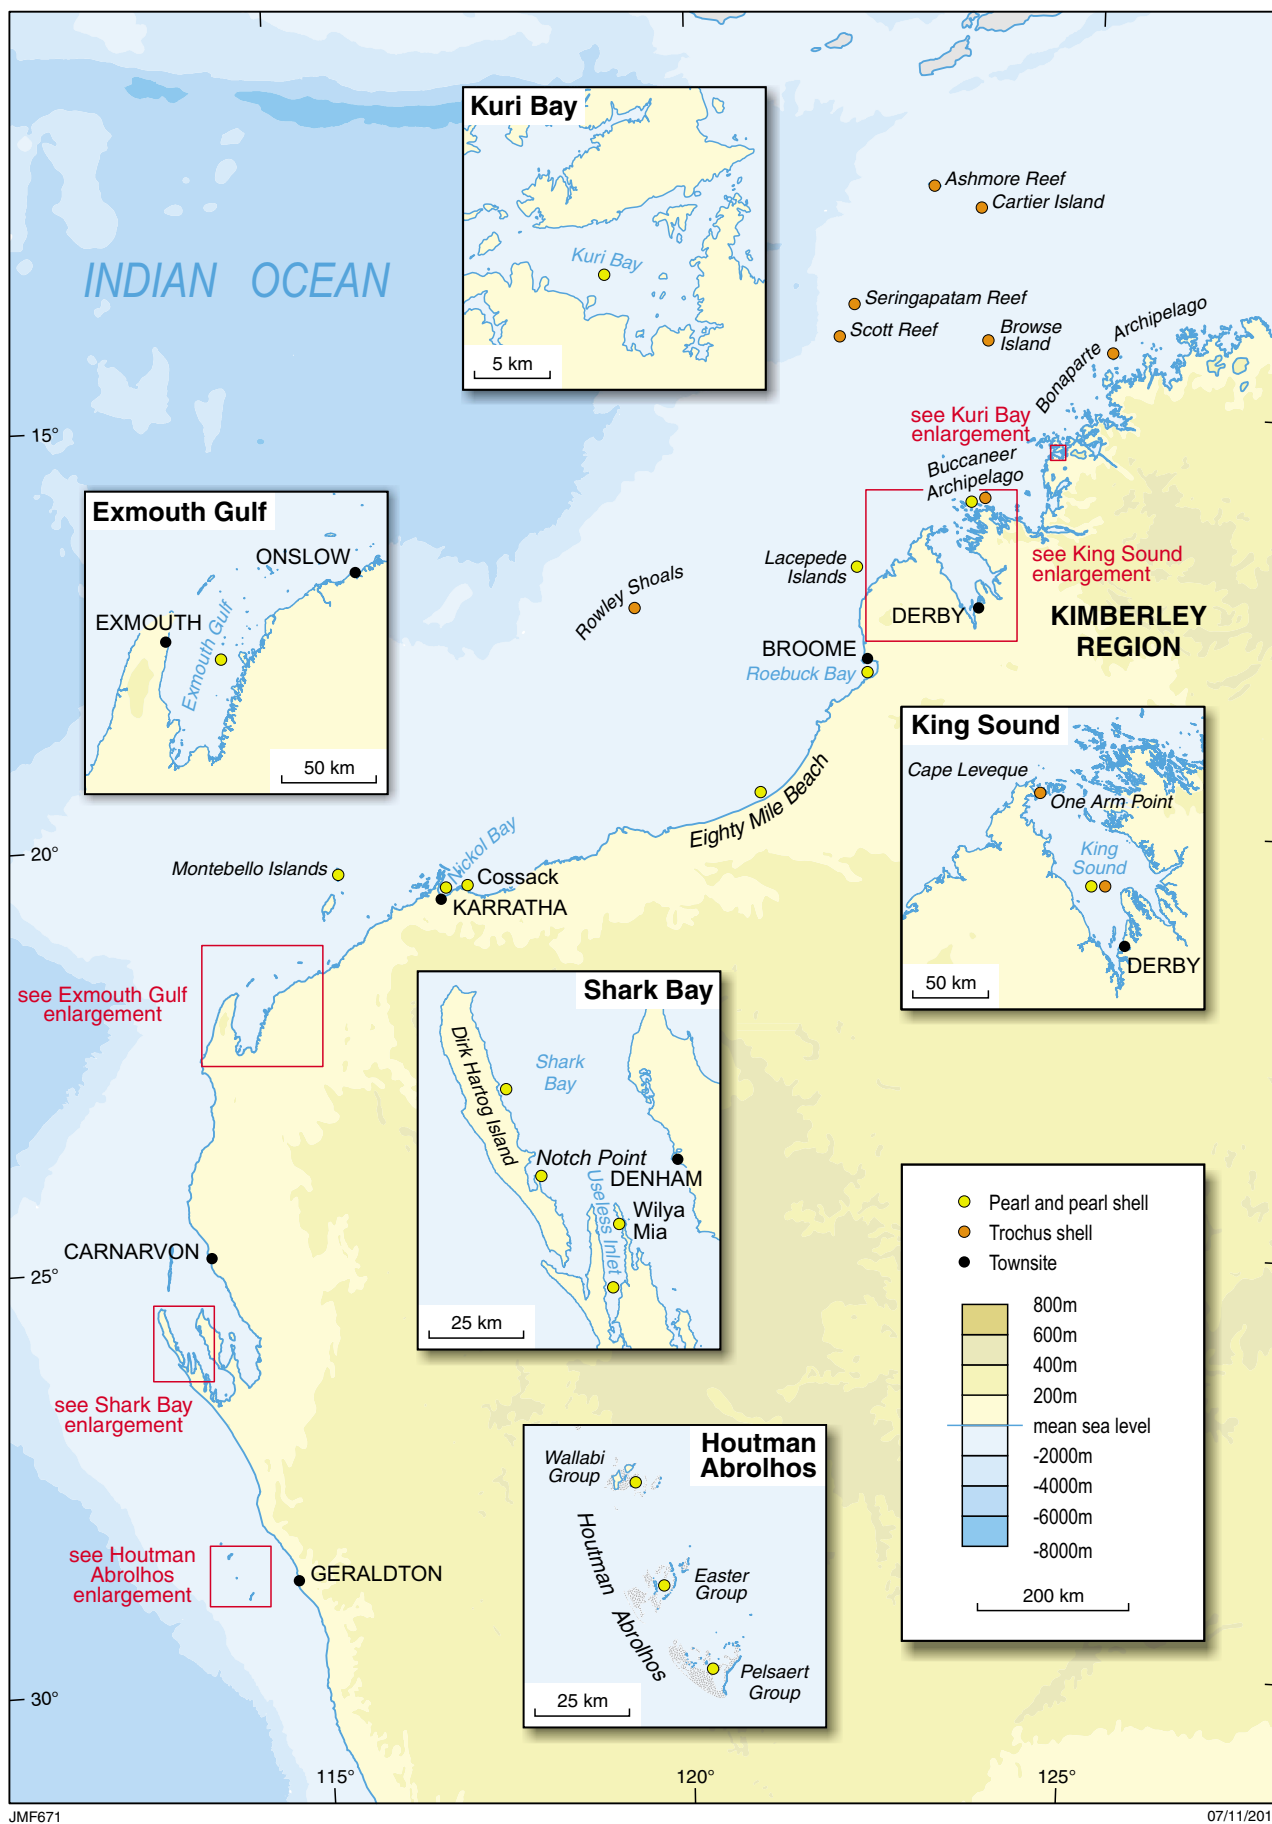 Kuri Bay
Kuri Bay
5 km
INDIAN OCEAN
Ashmore Reef
Cartier Island
Seringapatam Reef
Scott Reef
Browse
Island
Bonaparte Archipelago
15°
see Kuri Bay
enlargement
Buccaneer
Archipelago
Exmouth Gulf
ONSLOW
EXMOUTH
Exmouth Gulf
50 km
Lacepede
Islands
see King Sound
enlargement
Rowley Shoals
DERBY
KIMBERLEY
REGION
BROOME
Roebuck Bay
King Sound
Cape Leveque
One Arm Point
King
Sound
DERBY
50 km
Eighty Mile Beach
20°
Nickol Bay
Montebello Islands
Cossack
KARRATHA
see Exmouth Gulf
enlargement
Shark Bay
Dirk Hartog Island
Shark
Bay
Notch Point
DENHAM
Useless Inlet
Wilya
Mia
25 km
CARNARVON
25°
see Shark Bay
enlargement
Pearl and pearl shell
Trochus shell
Townsite
800m
600m
400m
200m
mean sea level
-2000m
-4000m
-6000m
-8000m
200 km
Houtman
Abrolhos
Wallabi
Group
Houtman Abrolhos
Easter
Group
Pelsaert
Group
25 km
see Houtman
Abrolhos
enlargement
GERALDTON
30°
115°
120°
125°
JMF671
07/11/201